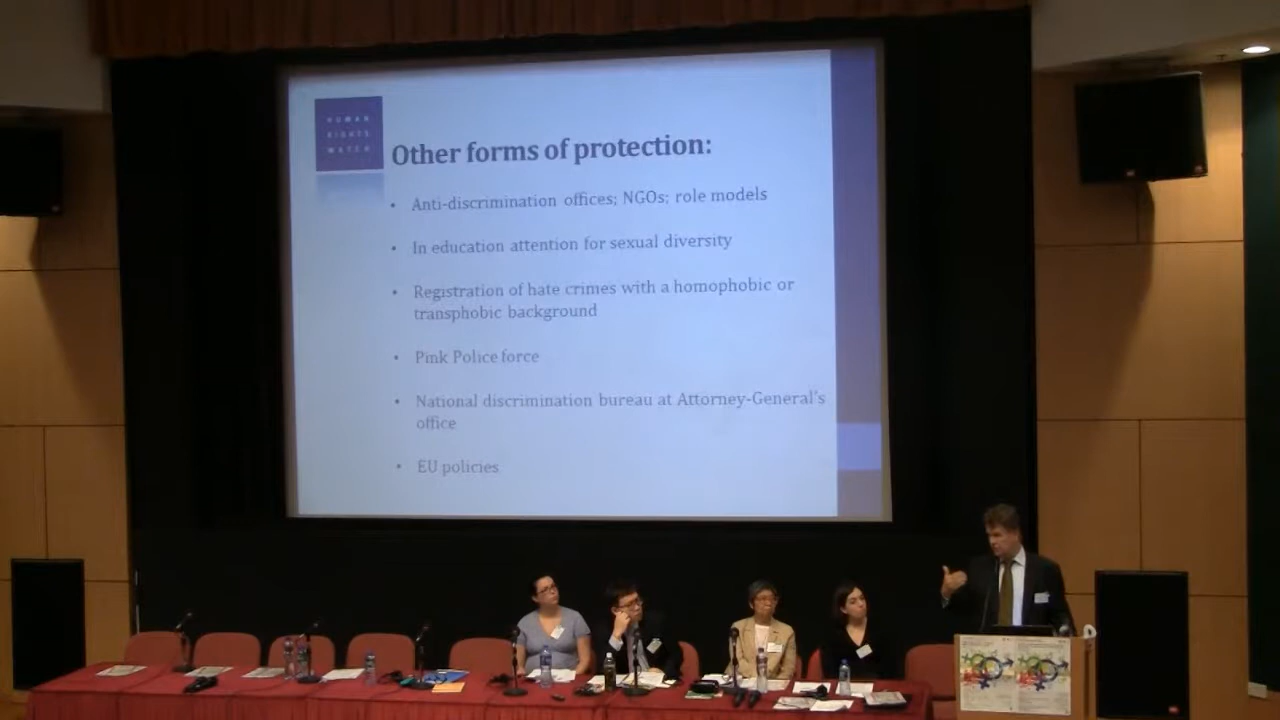 HUMAN
RIGHTS
WATCH
Other forms of protection:
• Anti-discrimination offices; NGOs; role models
• In education attention for sexual diversity
• Registration of hate crimes with a homophobic or
transphobic background
• Pink Police force
• National discrimination bureau at Attorney-General's
office
• EU policies